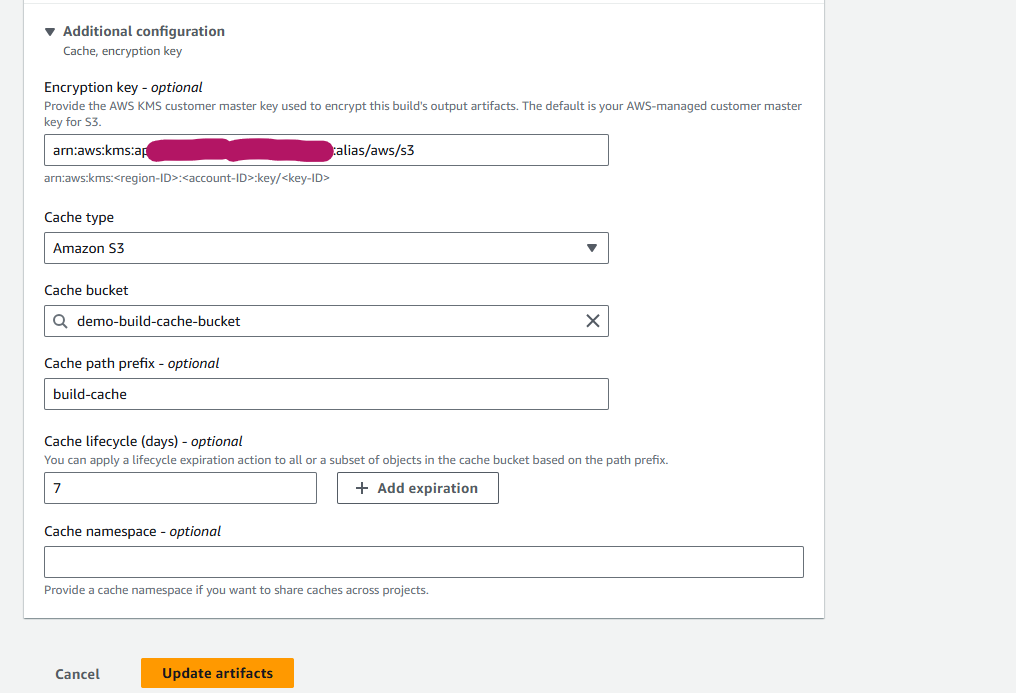 Additional configuration
Cache, encryption key
Encryption key - optional
Provide the AWS KMS customer master key used to encrypt this build's output artifacts. The default is your AWS-managed customer master
key for S3.
arn:aws:kms:ap :alias/aws/s3
arn:aws:kms:<region-ID>:<account-ID>:key/<key-ID>
Cache type
Amazon S3
Cache bucket
demo-build-cache-bucket
Cache path prefix - optional
build-cache
Cache lifecycle (days) - optional
You can apply a lifecycle expiration action to all or a subset of objects in the cache bucket based on the path prefix.
7
Add expiration
Cache namespace - optional
Provide a cache namespace if you want to share caches across projects.
Cancel
Update artifacts